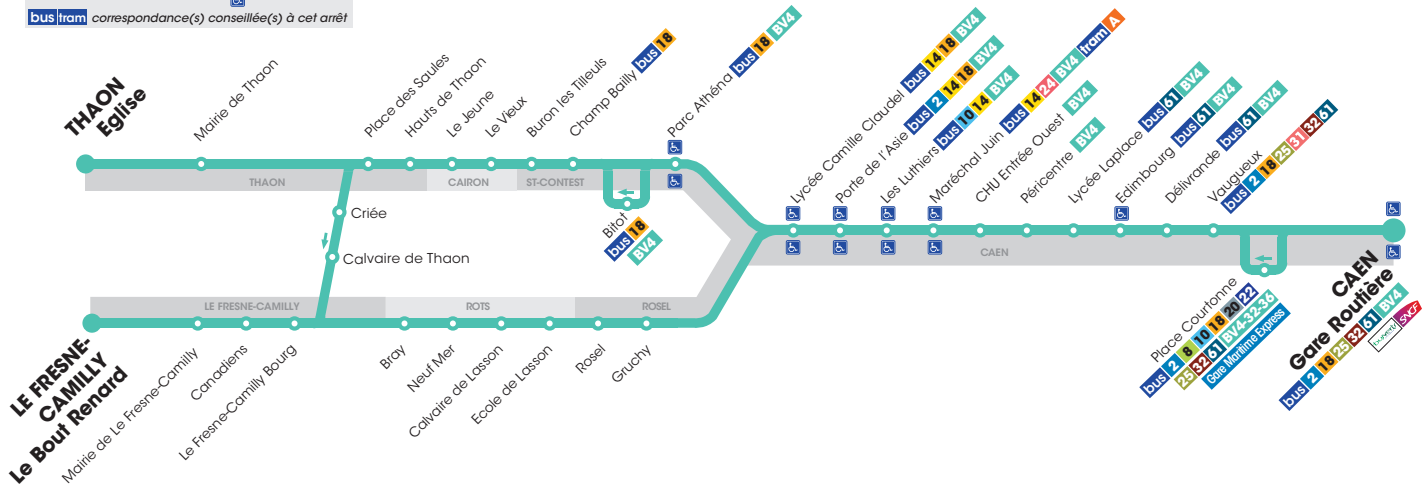 bus tram correspondance(s) conseillée(s) à cet arrêt
THAON
Eglise
Mairie de Thaon
Place des Saules
Hauts de Thaon
Le Jeune
Le Vieux
Buron les Tilleuls
Champ Bailly bus 18
Parc Athéna bus 18 BV4
Lycée Camille Claudel bus 14 18 BV4
Porte de l'Asie bus 2 14 18 BV4
Les Luthiers bus 10 14 BV4
Maréchal Juin bus 14 24 BV4 tram A
CHU Entrée Ouest BV4
Péricentre BV4
Lycée Laplace bus 61 BV4
Edimbourg bus 61 BV4
Délivrande bus 61 BV4
Vaugueux
bus 2 18 25 31 32 61
THAON
CAIRON
ST-CONTEST
Criée
Calvaire de Thaon
Bitot
bus 18
BV4
CAEN
LE FRESNE-CAMILLY
ROTS
ROSEL
LE FRESNE-
CAMILLY
Le Bout Renard
Mairie de Le Fresne-Camilly
Canadiens
Le Fresne-Camilly Bourg
Bray
Neuf Mer
Calvaire de Lasson
Ecole de Lasson
Rosel
Gruchy
Place Courtonne
bus 2 8 10 18 20 22
25 32 61 BV4-32-36
Gare Maritime Express
CAEN
Gare Routière
bus 2 18 25 32 61 BV4
SNCF